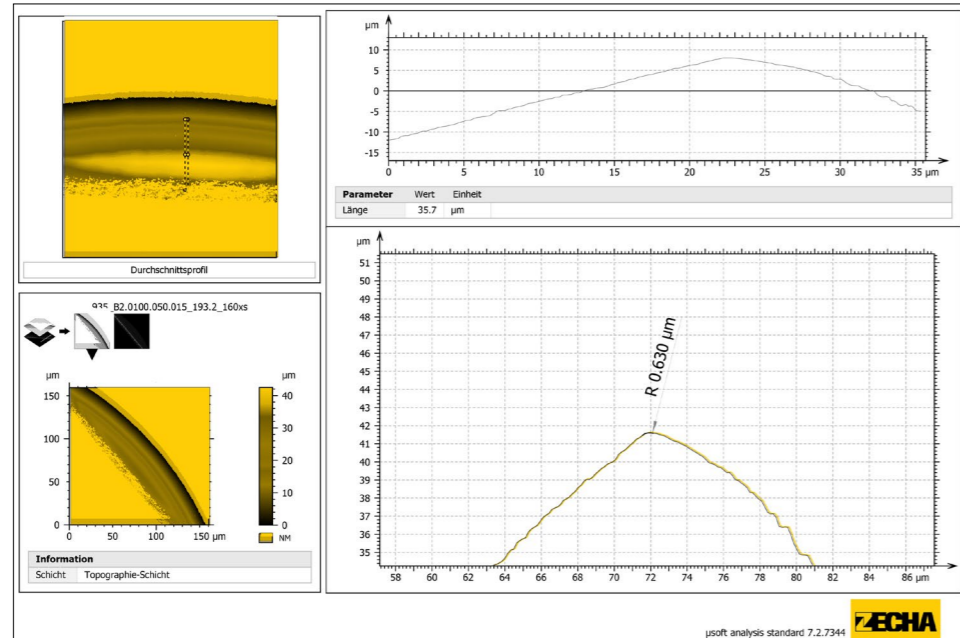 Durchschnittsprofil
µm
10
5
0
-5
-10
-15
0 5 10 15 20 25 30 35 µm
Parameter Wert Einheit
Länge 35.7 µm
935_B2.0100.050.015_193.2_160xs
µm
150
100
50
0
0 50 100 150 µm
µm
40
30
20
10
0
NM
Information
Schicht Topographie-Schicht
µm
51
50
49
48
47
46
45
44
43
42
41
40
39
38
37
36
35
R 0.630 µm
58 60 62 64 66 68 70 72 74 76 78 80 82 84 86 µm
µsoft analysis standard 7.2.7344
ZECHA